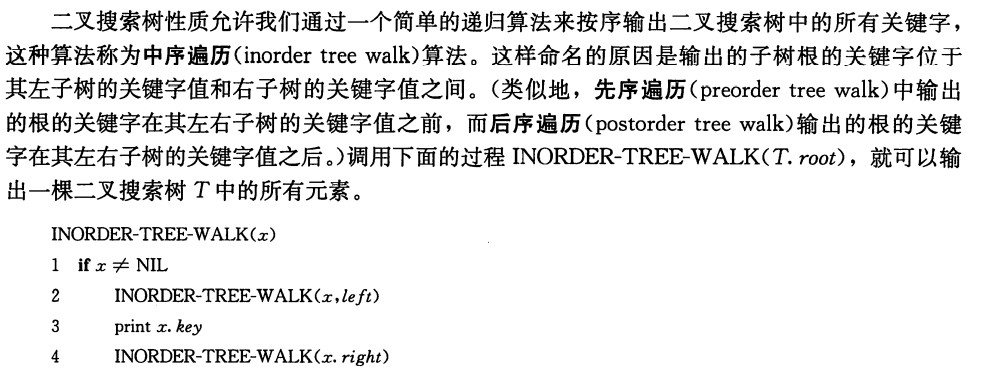 二叉搜索树性质允许我们通过一个简单的递归算法来按序输出二叉搜索树中的所有关键字，
这种算法称为中序遍历(inorder tree walk)算法。这样命名的原因是输出的子树根的关键字位于
其左子树的关键字值和右子树的关键字值之间。(类似地，先序遍历(preorder tree walk)中输出
的根的关键字在其左右子树的关键字值之前，而后序遍历(postorder tree walk)输出的根的关键
字在其左右子树的关键字值之后。)调用下面的过程 INORDER-TREE-WALK(T. root)，就可以输
出一棵二叉搜索树 T 中的所有元素。
INORDER-TREE-WALK(x)
1 if x ≠ NIL
2 INORDER-TREE-WALK(x,left)
3 print x. key
4 INORDER-TREE-WALK(x. right)